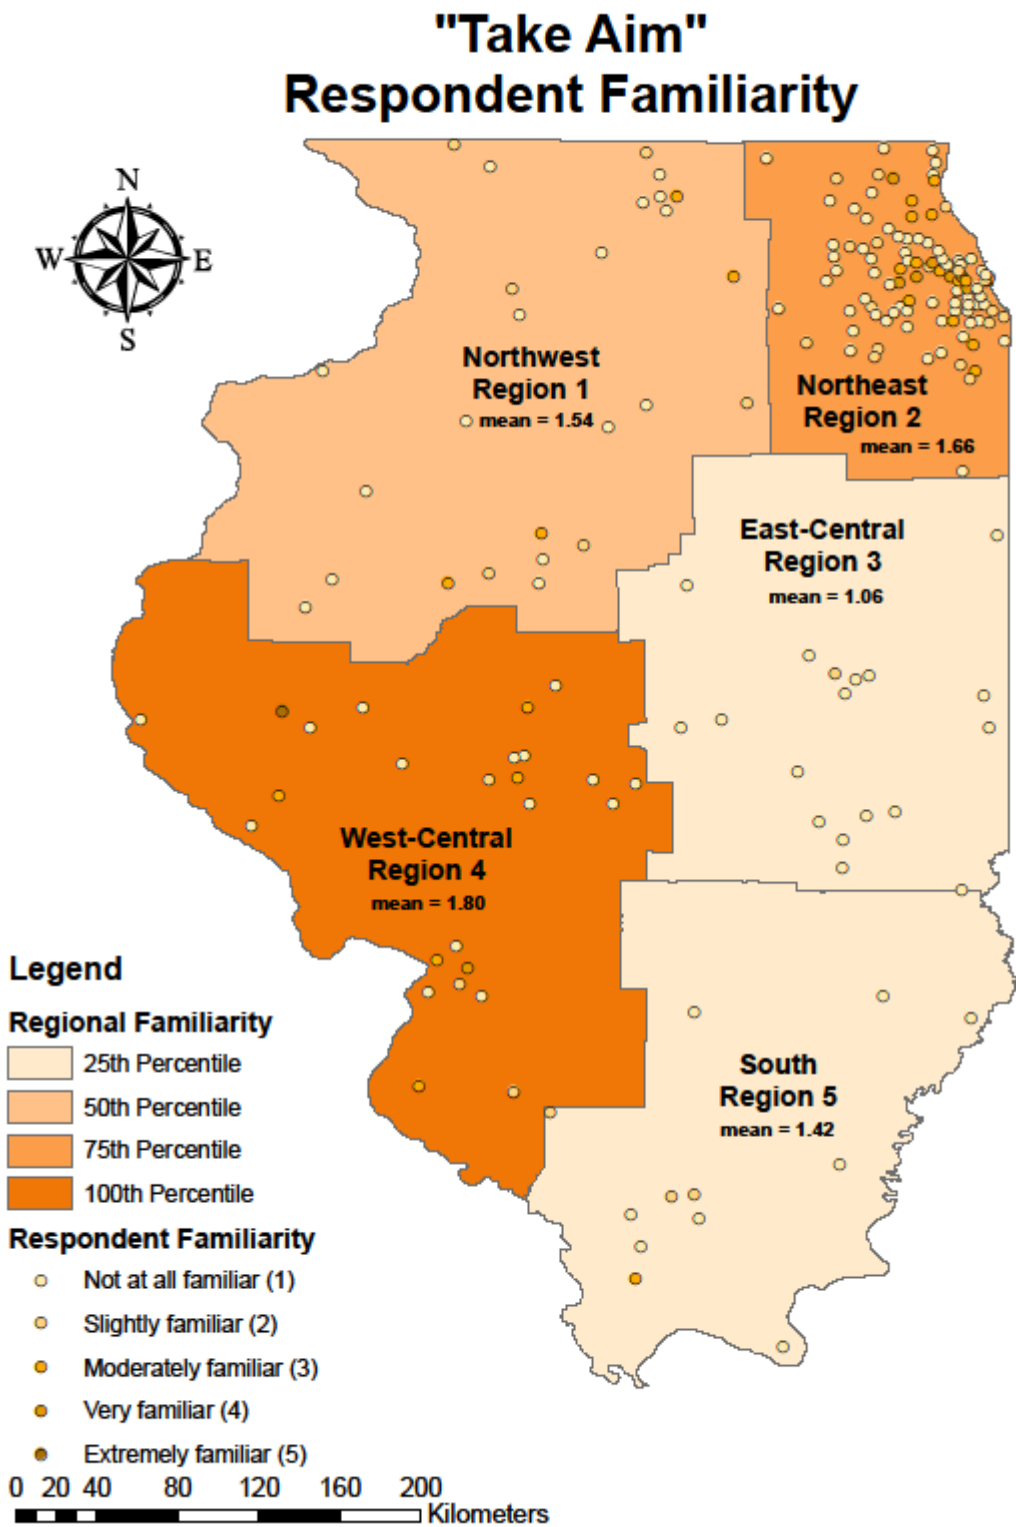 "Take Aim"
Respondent Familiarity
N
W E
S
Northwest
Region 1
mean = 1.54
Northeast
Region 2
mean = 1.66
East-Central
Region 3
mean = 1.06
West-Central
Region 4
mean = 1.80
South
Region 5
mean = 1.42
Legend
Regional Familiarity
25th Percentile
50th Percentile
75th Percentile
100th Percentile
Respondent Familiarity
Not at all familiar (1)
Slightly familiar (2)
Moderately familiar (3)
Very familiar (4)
Extremely familiar (5)
0 20 40 80 120 160 200
Kilometers